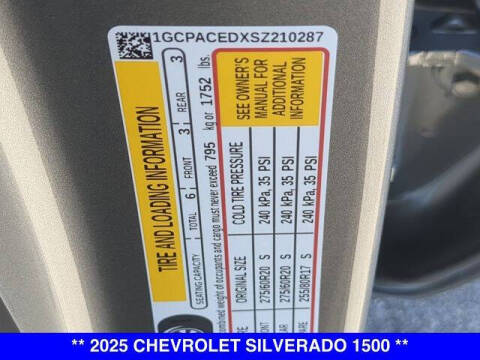 1GCPACEDXSZ210287
TIRE AND LOADING INFORMATION
SEATING CAPACITY TOTAL 6 FRONT 3 REAR 3
combined weight of occupants and cargo must never exceed 795 kg or 1752 lbs.
ORIGINAL SIZE COLD TIRE PRESSURE
275/60R20 S 240 kPa, 35 PSI
275/60R20 S 240 kPa, 35 PSI
255/80R17 S 240 kPa, 35 PSI
SEE OWNER'S
MANUAL FOR
ADDITIONAL
INFORMATION
** 2025 CHEVROLET SILVERADO 1500 **